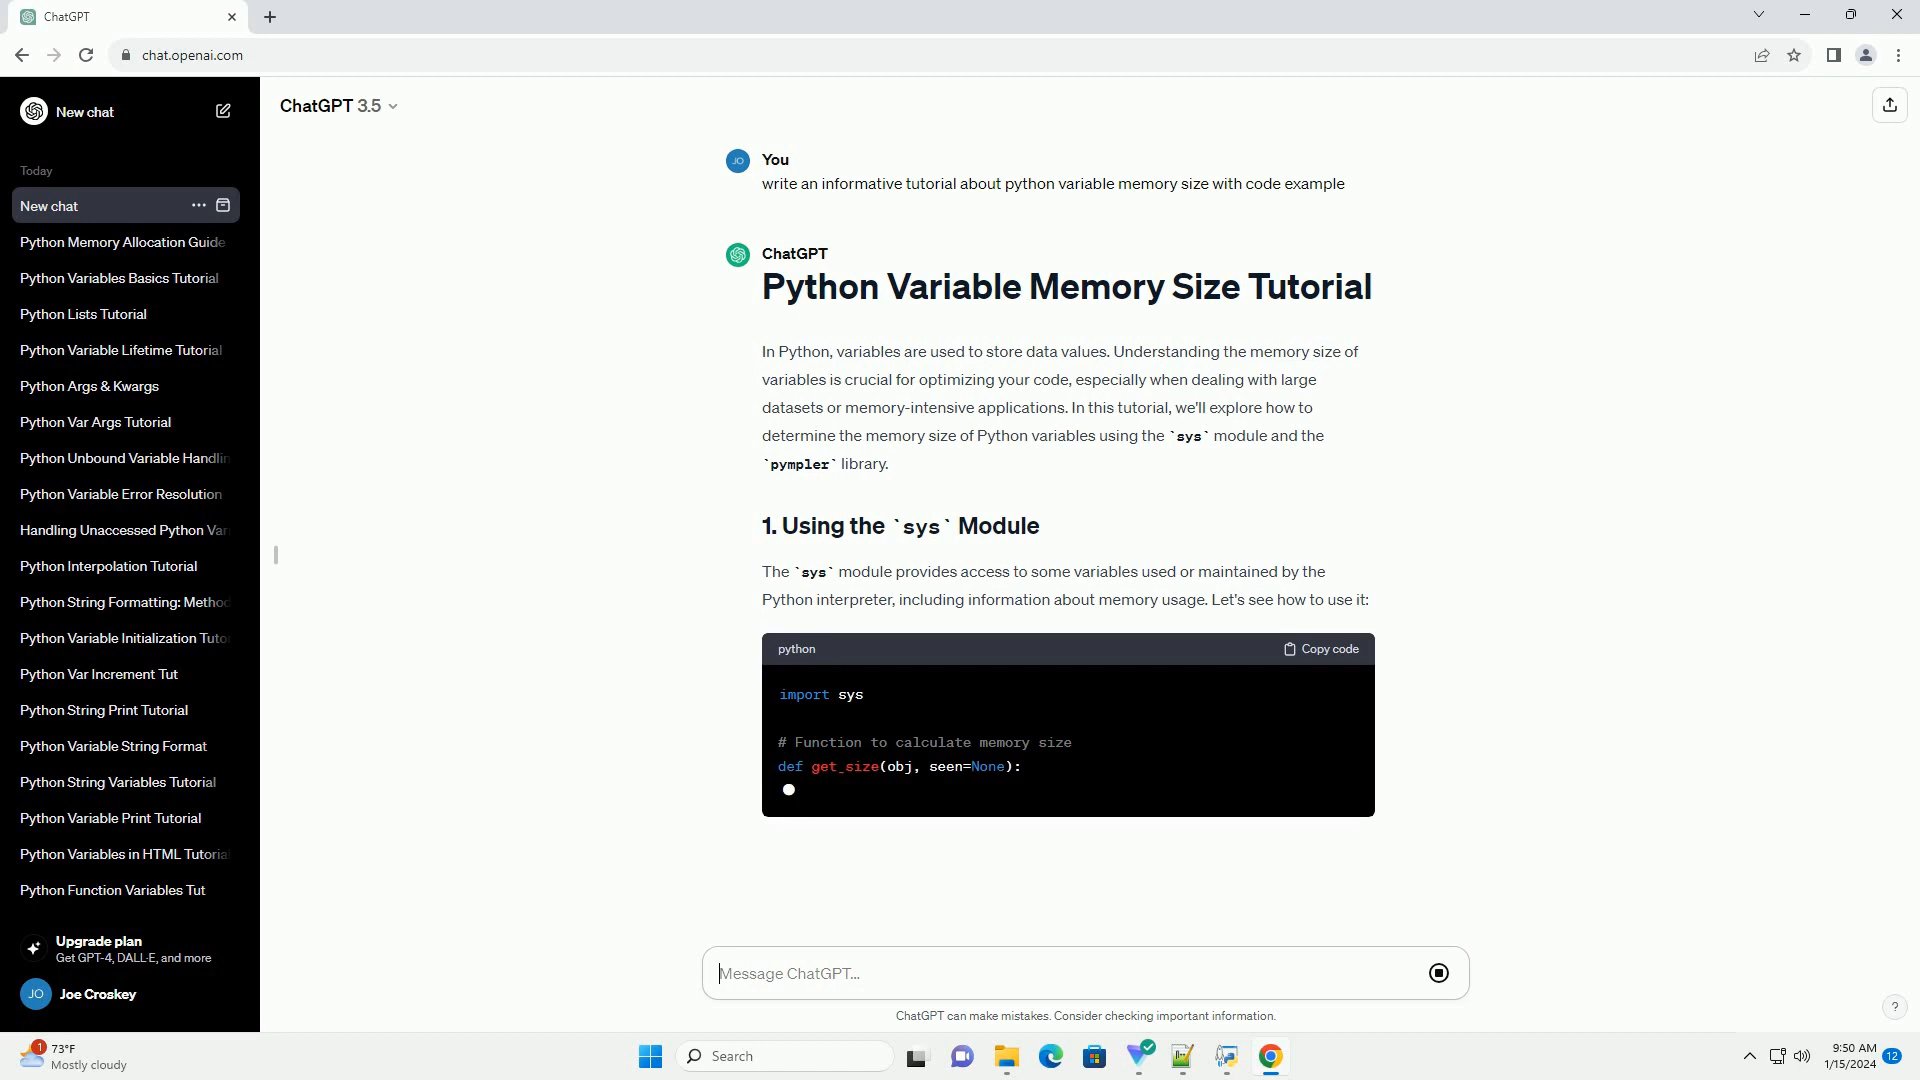 ChatGPT
chat.openai.com
New chat
Today
New chat
Python Memory Allocation Guide
Python Variables Basics Tutorial
Python Lists Tutorial
Python Variable Lifetime Tutorial
Python Args & Kwargs
Python Var Args Tutorial
Python Unbound Variable Handlin
Python Variable Error Resolution
Handling Unaccessed Python Var
Python Interpolation Tutorial
Python String Formatting: Method
Python Variable Initialization Tuto
Python Var Increment Tut
Python String Print Tutorial
Python Variable String Format
Python String Variables Tutorial
Python Variable Print Tutorial
Python Variables in HTML Tutoria
Python Function Variables Tut
Upgrade plan
Get GPT-4, DALL·E, and more
JO Joe Croskey
ChatGPT 3.5
JO You
write an informative tutorial about python variable memory size with code example
ChatGPT
Python Variable Memory Size Tutorial
In Python, variables are used to store data values. Understanding the memory size of
variables is crucial for optimizing your code, especially when dealing with large
datasets or memory-intensive applications. In this tutorial, we'll explore how to
determine the memory size of Python variables using the `sys` module and the
`pympler` library.
1. Using the `sys` Module
The `sys` module provides access to some variables used or maintained by the
Python interpreter, including information about memory usage. Let's see how to use it:
python Copy code
import sys
# Function to calculate memory size
def get_size(obj, seen=None):
Message ChatGPT...
ChatGPT can make mistakes. Consider checking important information.
?
1
73°F
Mostly cloudy
Search
9:50 AM
1/15/2024
12